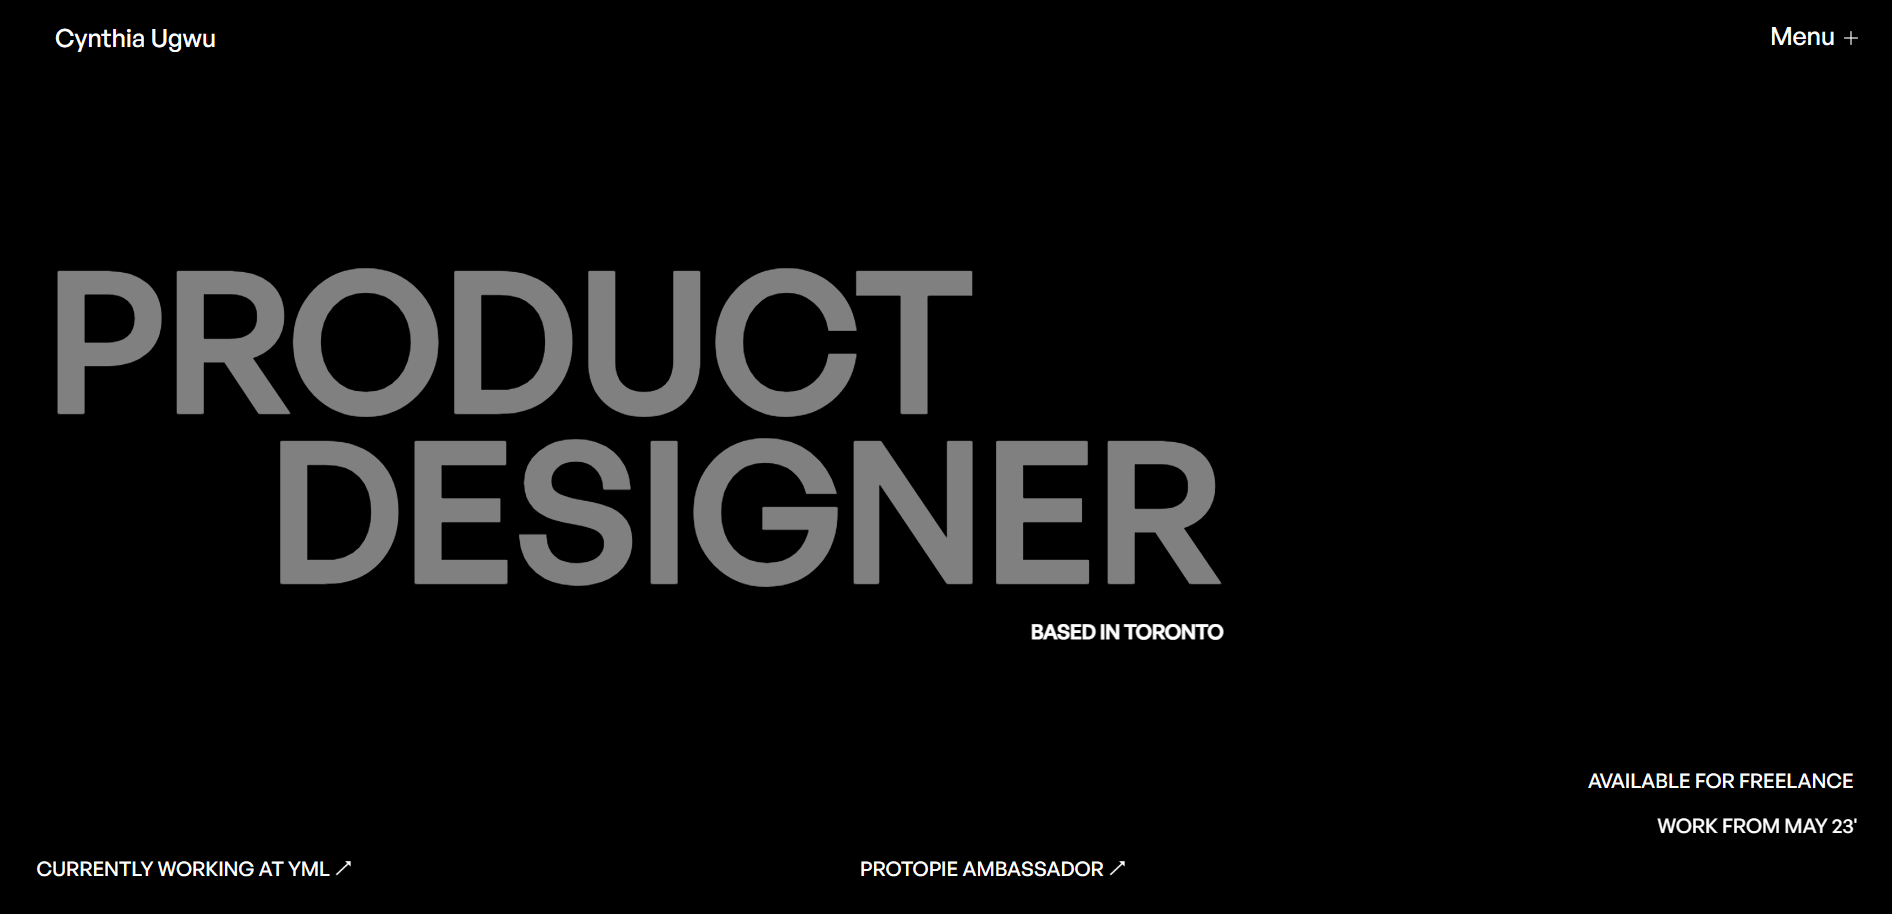 Cynthia Ugwu
Menu +
PRODUCT
DESIGNER
BASED IN TORONTO
AVAILABLE FOR FREELANCE
WORK FROM MAY 23'
CURRENTLY WORKING AT YML ↗
PROTOPIE AMBASSADOR ↗